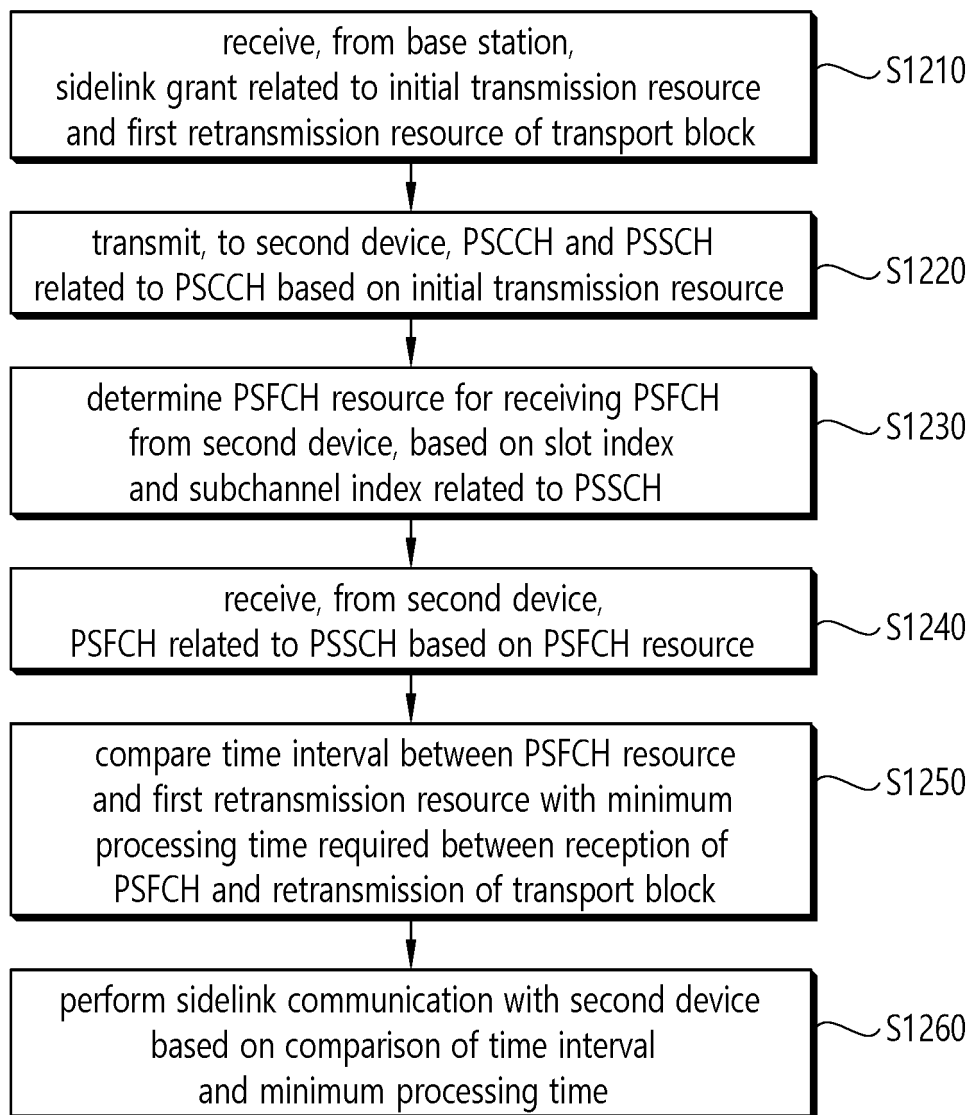 receive, from base station,
sidelink grant related to initial transmission resource
and first retransmission resource of transport block
S1210
transmit, to second device, PSCCH and PSSCH
related to PSCCH based on initial transmission resource
S1220
determine PSFCH resource for receiving PSFCH
from second device, based on slot index
and subchannel index related to PSSCH
S1230
receive, from second device,
PSFCH related to PSSCH based on PSFCH resource
S1240
compare time interval between PSFCH resource
and first retransmission resource with minimum
processing time required between reception of
PSFCH and retransmission of transport block
S1250
perform sidelink communication with second device
based on comparison of time interval
and minimum processing time
S1260